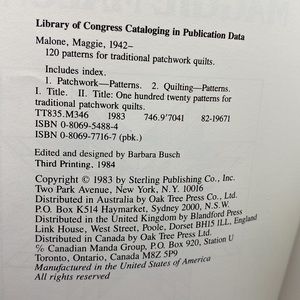 Library of Congress Cataloging in Publication Data
Malone, Maggie, 1942–
120 patterns for traditional patchwork quilts.
Includes index.
1. Patchwork—Patterns. 2. Quilting—Patterns.
I. Title. II. Title: One hundred twenty patterns for
traditional patchwork quilts.
TT835.M346 1983 746.9'7041 82-19671
ISBN 0-8069-5488-4
ISBN 0-8069-7716-7 (pbk.)
Edited and designed by Barbara Busch
Third Printing, 1984
Copyright © 1983 by Sterling Publishing Co., Inc.
Two Park Avenue, New York, N.Y. 10016
Distributed in Australia by Oak Tree Press Co., Ltd.
P.O. Box K514 Haymarket, Sydney 2000, N.S.W.
Distributed in the United Kingdom by Blandford Press
Link House, West Street, Poole, Dorset BH15 1LL, England
Distributed in Canada by Oak Tree Press Ltd.
℅ Canadian Manda Group, P.O. Box 920, Station U
Toronto, Ontario, Canada M8Z 5P9
Manufactured in the United States of America